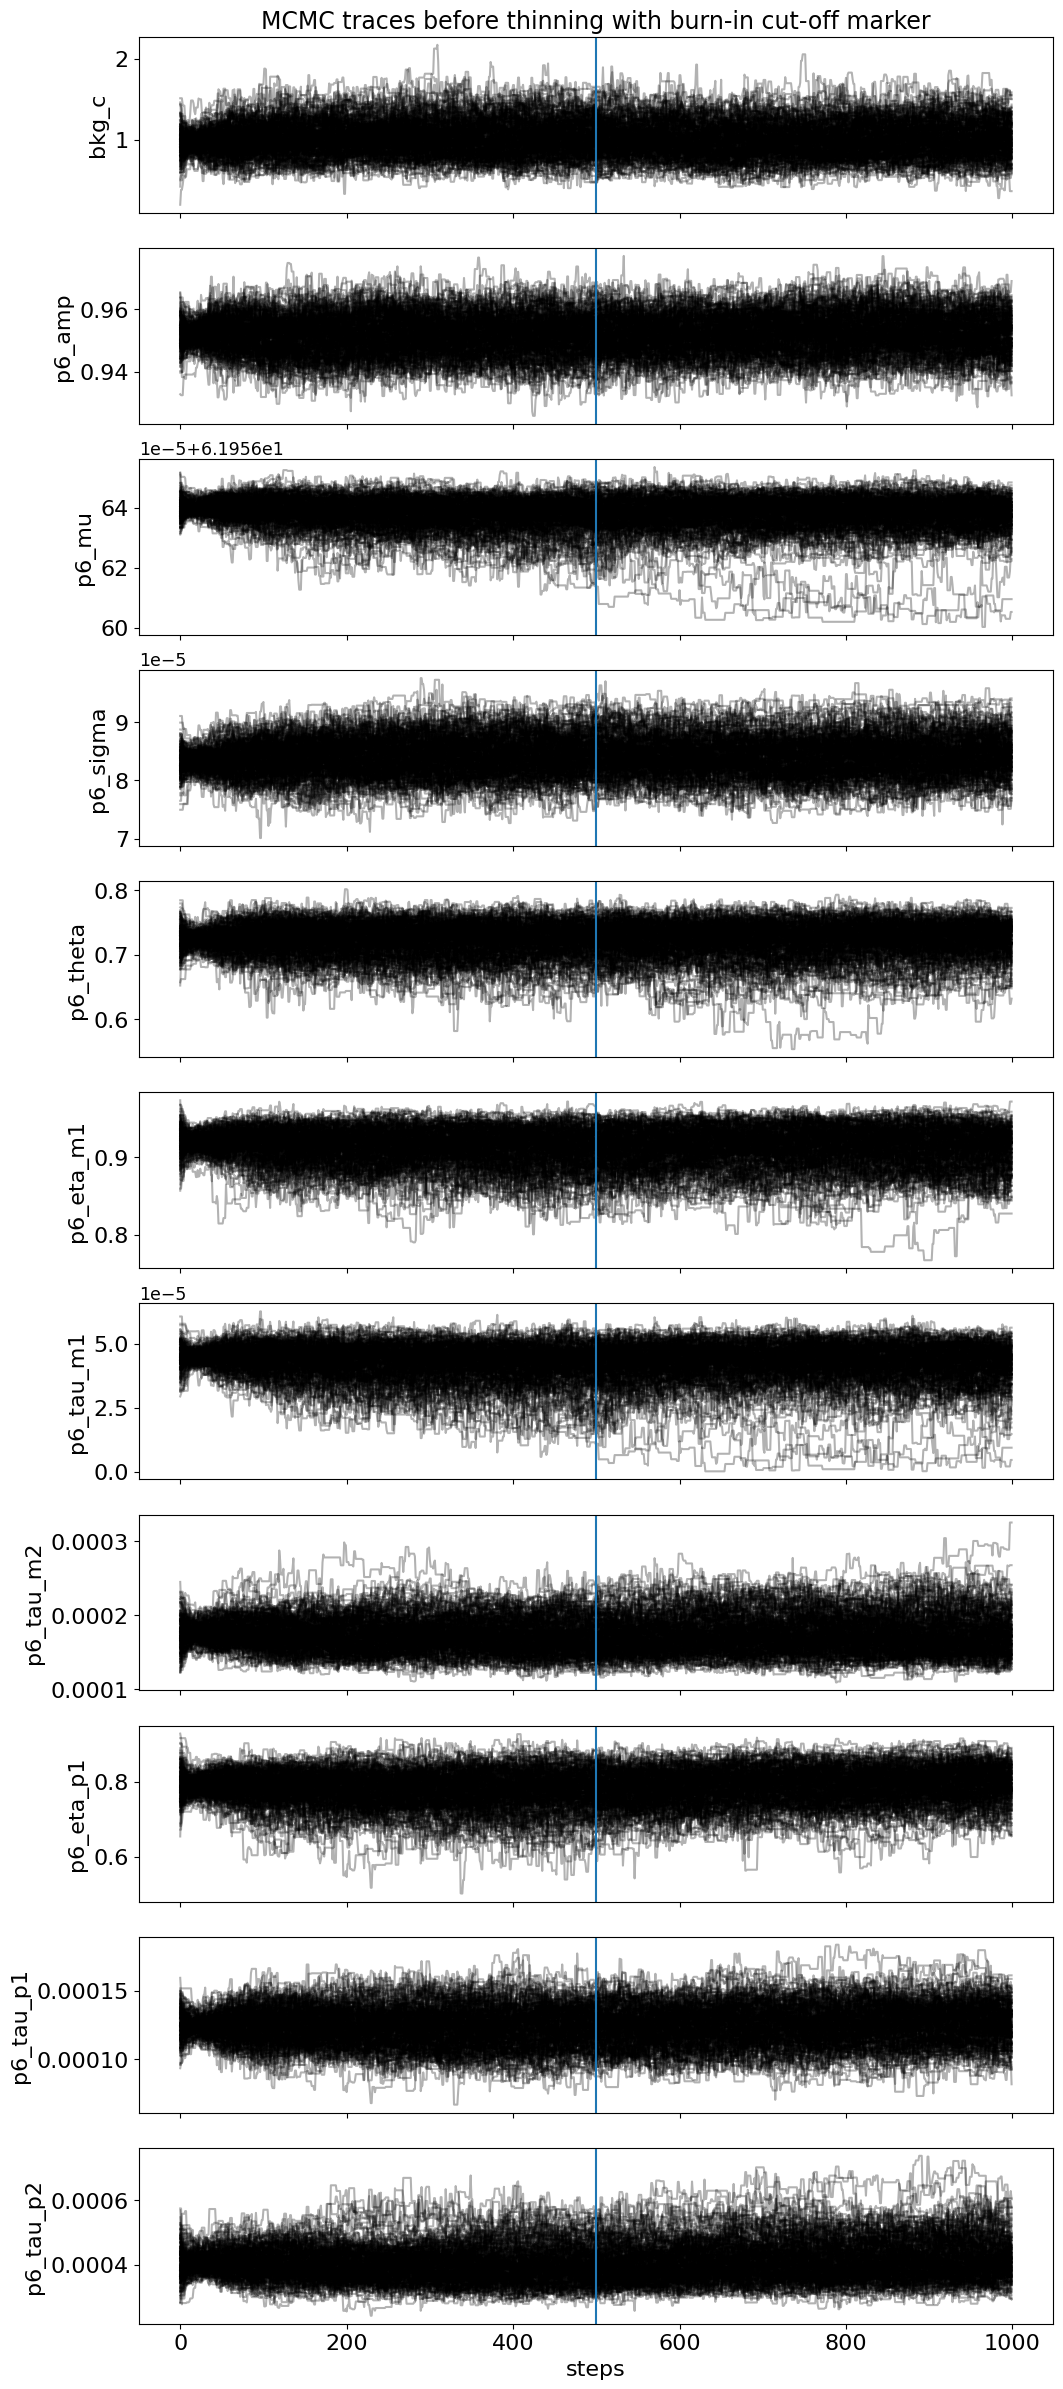 MCMC traces before thinning with burn-in cut-off marker
2
1
bkg_c
0.96
0.94
p6_amp
1e−5+6.1956e1
64
62
60
p6_mu
1e−5
9
8
7
p6_sigma
0.8
0.7
0.6
p6_theta
0.9
0.8
p6_eta_m1
1e−5
5.0
2.5
0.0
p6_tau_m1
0.0003
0.0002
0.0001
p6_tau_m2
0.8
0.6
p6_eta_p1
0.00015
0.00010
p6_tau_p1
0.0006
0.0004
p6_tau_p2
0 200 400 600 800 1000
steps